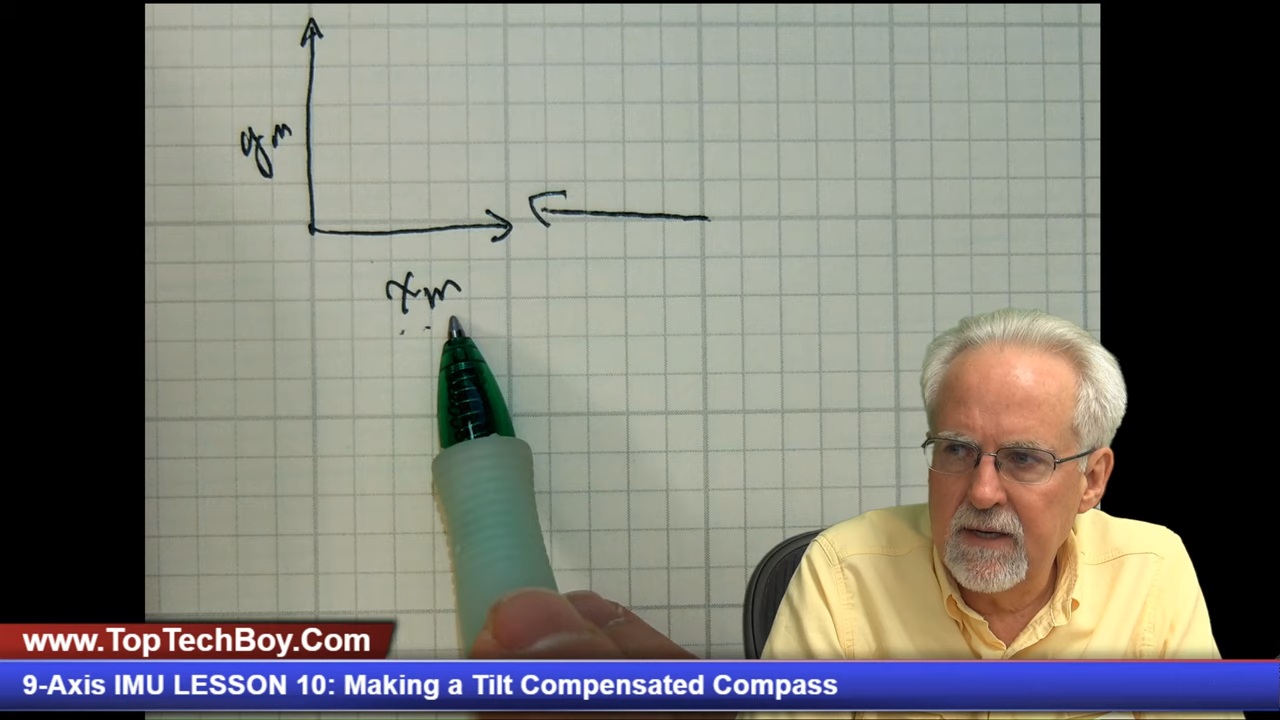 ym
xm
www.TopTechBoy.Com
9-Axis IMU LESSON 10: Making a Tilt Compensated Compass